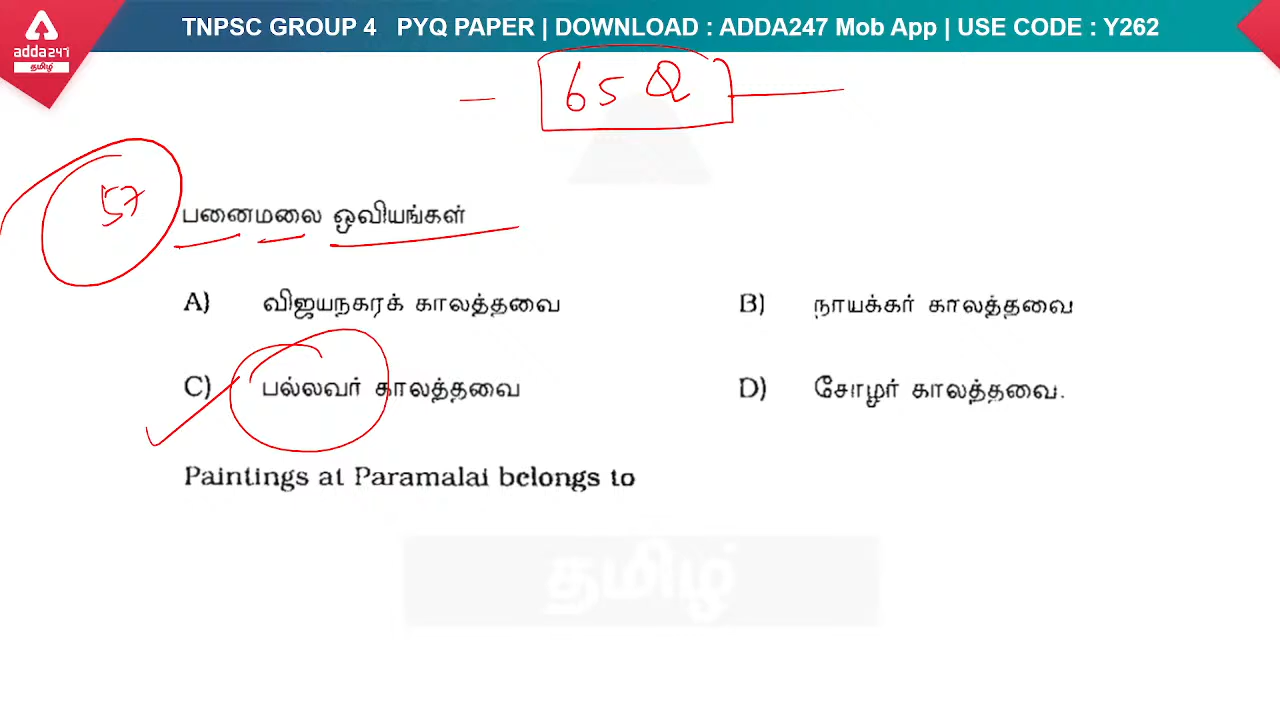 TNPSC GROUP 4 PYQ PAPER | DOWNLOAD : ADDA247 Mob App | USE CODE : Y262
adda247
தமிழ்
65 Q
57
பனைமலை ஓவியங்கள்
A) விஜயநகரக் காலத்தவை B) நாயக்கர் காலத்தவை
C) பல்லவர் காலத்தவை D) சோழர் காலத்தவை.
Paintings at Paramalai belongs to
தமிழ்